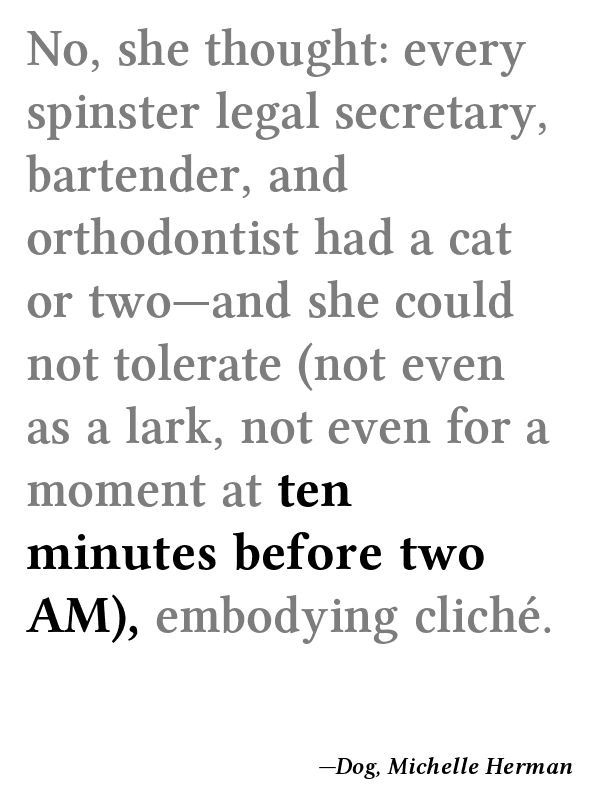 No, she thought: every
spinster legal secretary,
bartender, and
orthodontist had a cat
or two—and she could
not tolerate (not even
as a lark, not even for a
moment at ten
minutes before two
AM), embodying cliché.
—Dog, Michelle Herman